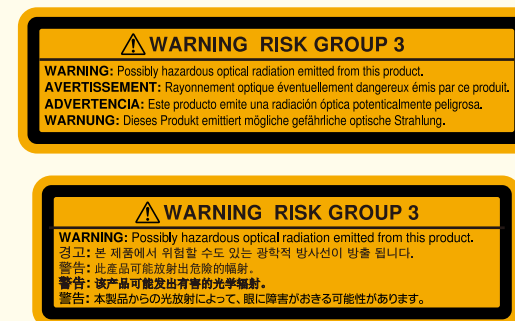 ⚠ WARNING RISK GROUP 3
WARNING: Possibly hazardous optical radiation emitted from this product.
AVERTISSEMENT: Rayonnement optique éventuellement dangereux émis par ce produit.
ADVERTENCIA: Este producto emite una radiación óptica potenticalmente peligrosa.
WARNUNG: Dieses Produkt emittiert mögliche gefährliche optische Strahlung.
⚠ WARNING RISK GROUP 3
WARNING: Possibly hazardous optical radiation emitted from this product.
경고: 본 제품에서 위험할 수도 있는 광학적 방사선이 방출 됩니다.
警告: 此產品可能放射出危險的幅射。
警告: 该产品可能发出有害的光学辐射。
警告: 本製品からの光放射によって、眼に障害がおきる可能性があります。